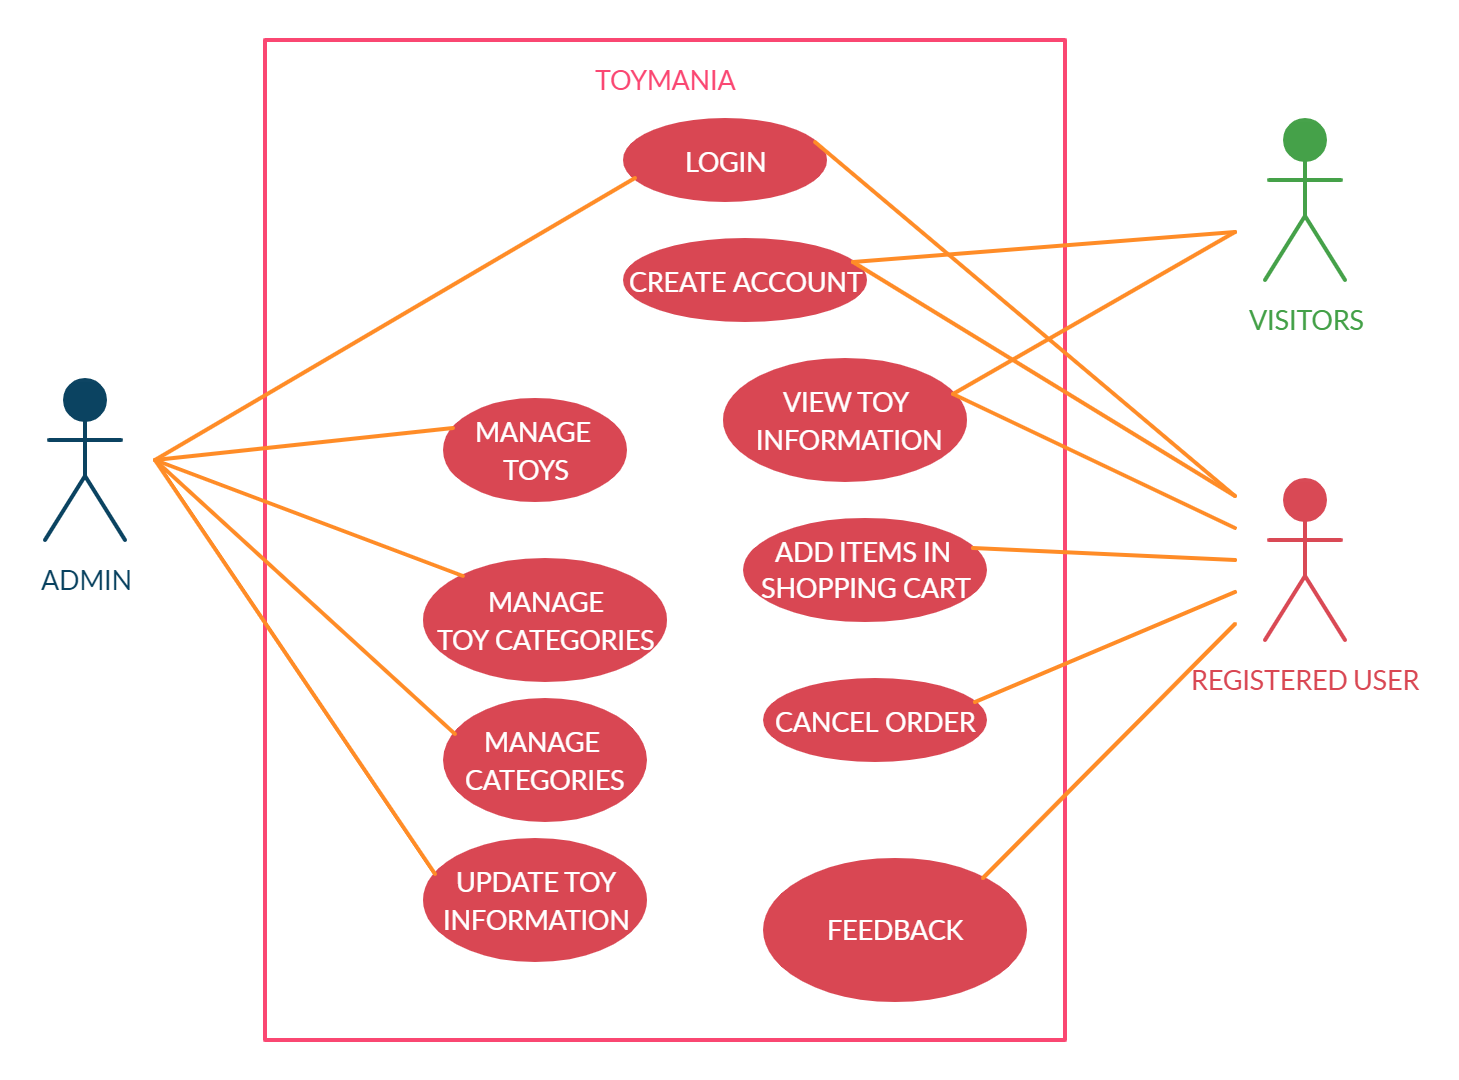 TOYMANIA
LOGIN
CREATE ACCOUNT
VISITORS
VIEW TOY
INFORMATION
MANAGE
TOYS
ADMIN
ADD ITEMS IN
SHOPPING CART
MANAGE
TOY CATEGORIES
REGISTERED USER
CANCEL ORDER
MANAGE
CATEGORIES
UPDATE TOY
INFORMATION
FEEDBACK